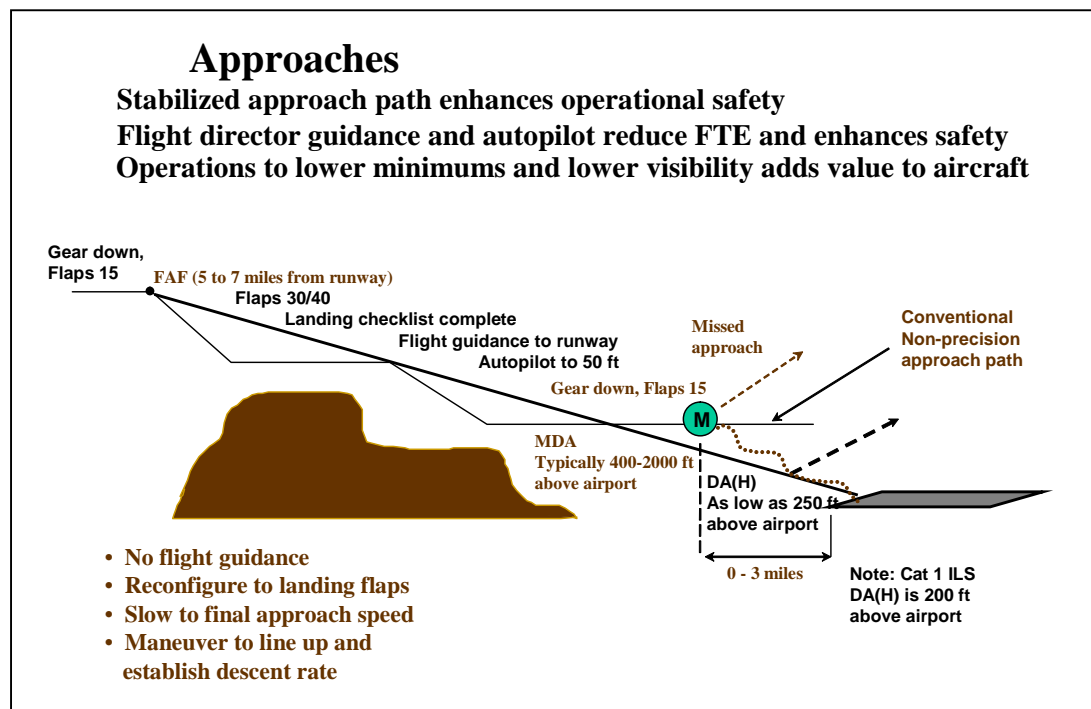 Approaches
Stabilized approach path enhances operational safety
Flight director guidance and autopilot reduce FTE and enhances safety
Operations to lower minimums and lower visibility adds value to aircraft
Gear down,
Flaps 15
FAF (5 to 7 miles from runway)
Flaps 30/40
Landing checklist complete
Flight guidance to runway
Autopilot to 50 ft
Gear down, Flaps 15
Missed
approach
Conventional
Non-precision
approach path
M
MDA
Typically 400-2000 ft
above airport
DA(H)
As low as 250 ft
above airport
0 - 3 miles
Note: Cat 1 ILS
DA(H) is 200 ft
above airport
• No flight guidance
• Reconfigure to landing flaps
• Slow to final approach speed
• Maneuver to line up and
establish descent rate